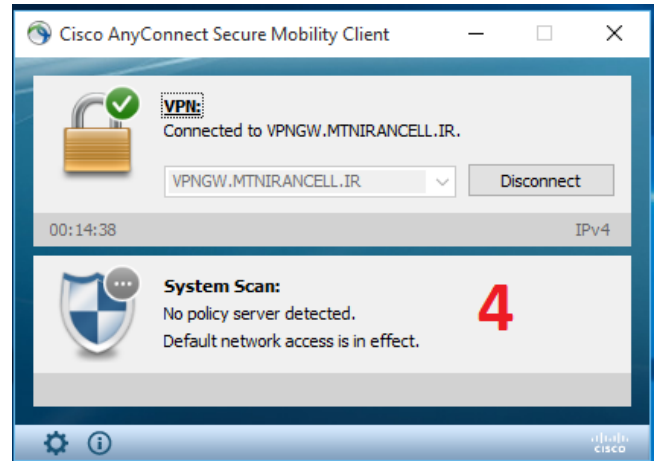 Cisco AnyConnect Secure Mobility Client
VPN:
Connected to VPNGW.MTNIRANCELL.IR.
VPNGW.MTNIRANCELL.IR
Disconnect
00:14:38
IPv4
System Scan:
No policy server detected.
Default network access is in effect.
4
CISCO